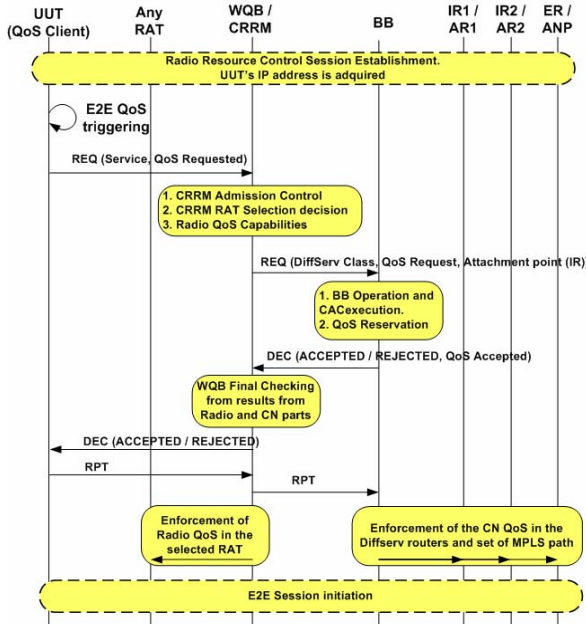 UUT
(QoS Client)
Any
RAT
WQB /
CRRM
BB
IR1 /
AR1
IR2 /
AR2
ER /
ANP
Radio Resource Control Session Establishment.
UUT's IP address is adquired
E2E QoS
triggering
REQ (Service, QoS Requested)
1. CRRM Admission Control
2. CRRM RAT Selection decision
3. Radio QoS Capabilities
REQ (DiffServ Class, QoS Request, Attachment point (IR)
1. BB Operation and
CACexecution.
2. QoS Reservation
DEC (ACCEPTED / REJECTED, QoS Accepted)
WQB Final Checking
from results from
Radio and CN parts
DEC (ACCEPTED / REJECTED)
RPT
RPT
Enforcement of
Radio QoS in the
selected RAT
Enforcement of the CN QoS in the
Diffserv routers and set of MPLS path
E2E Session initiation